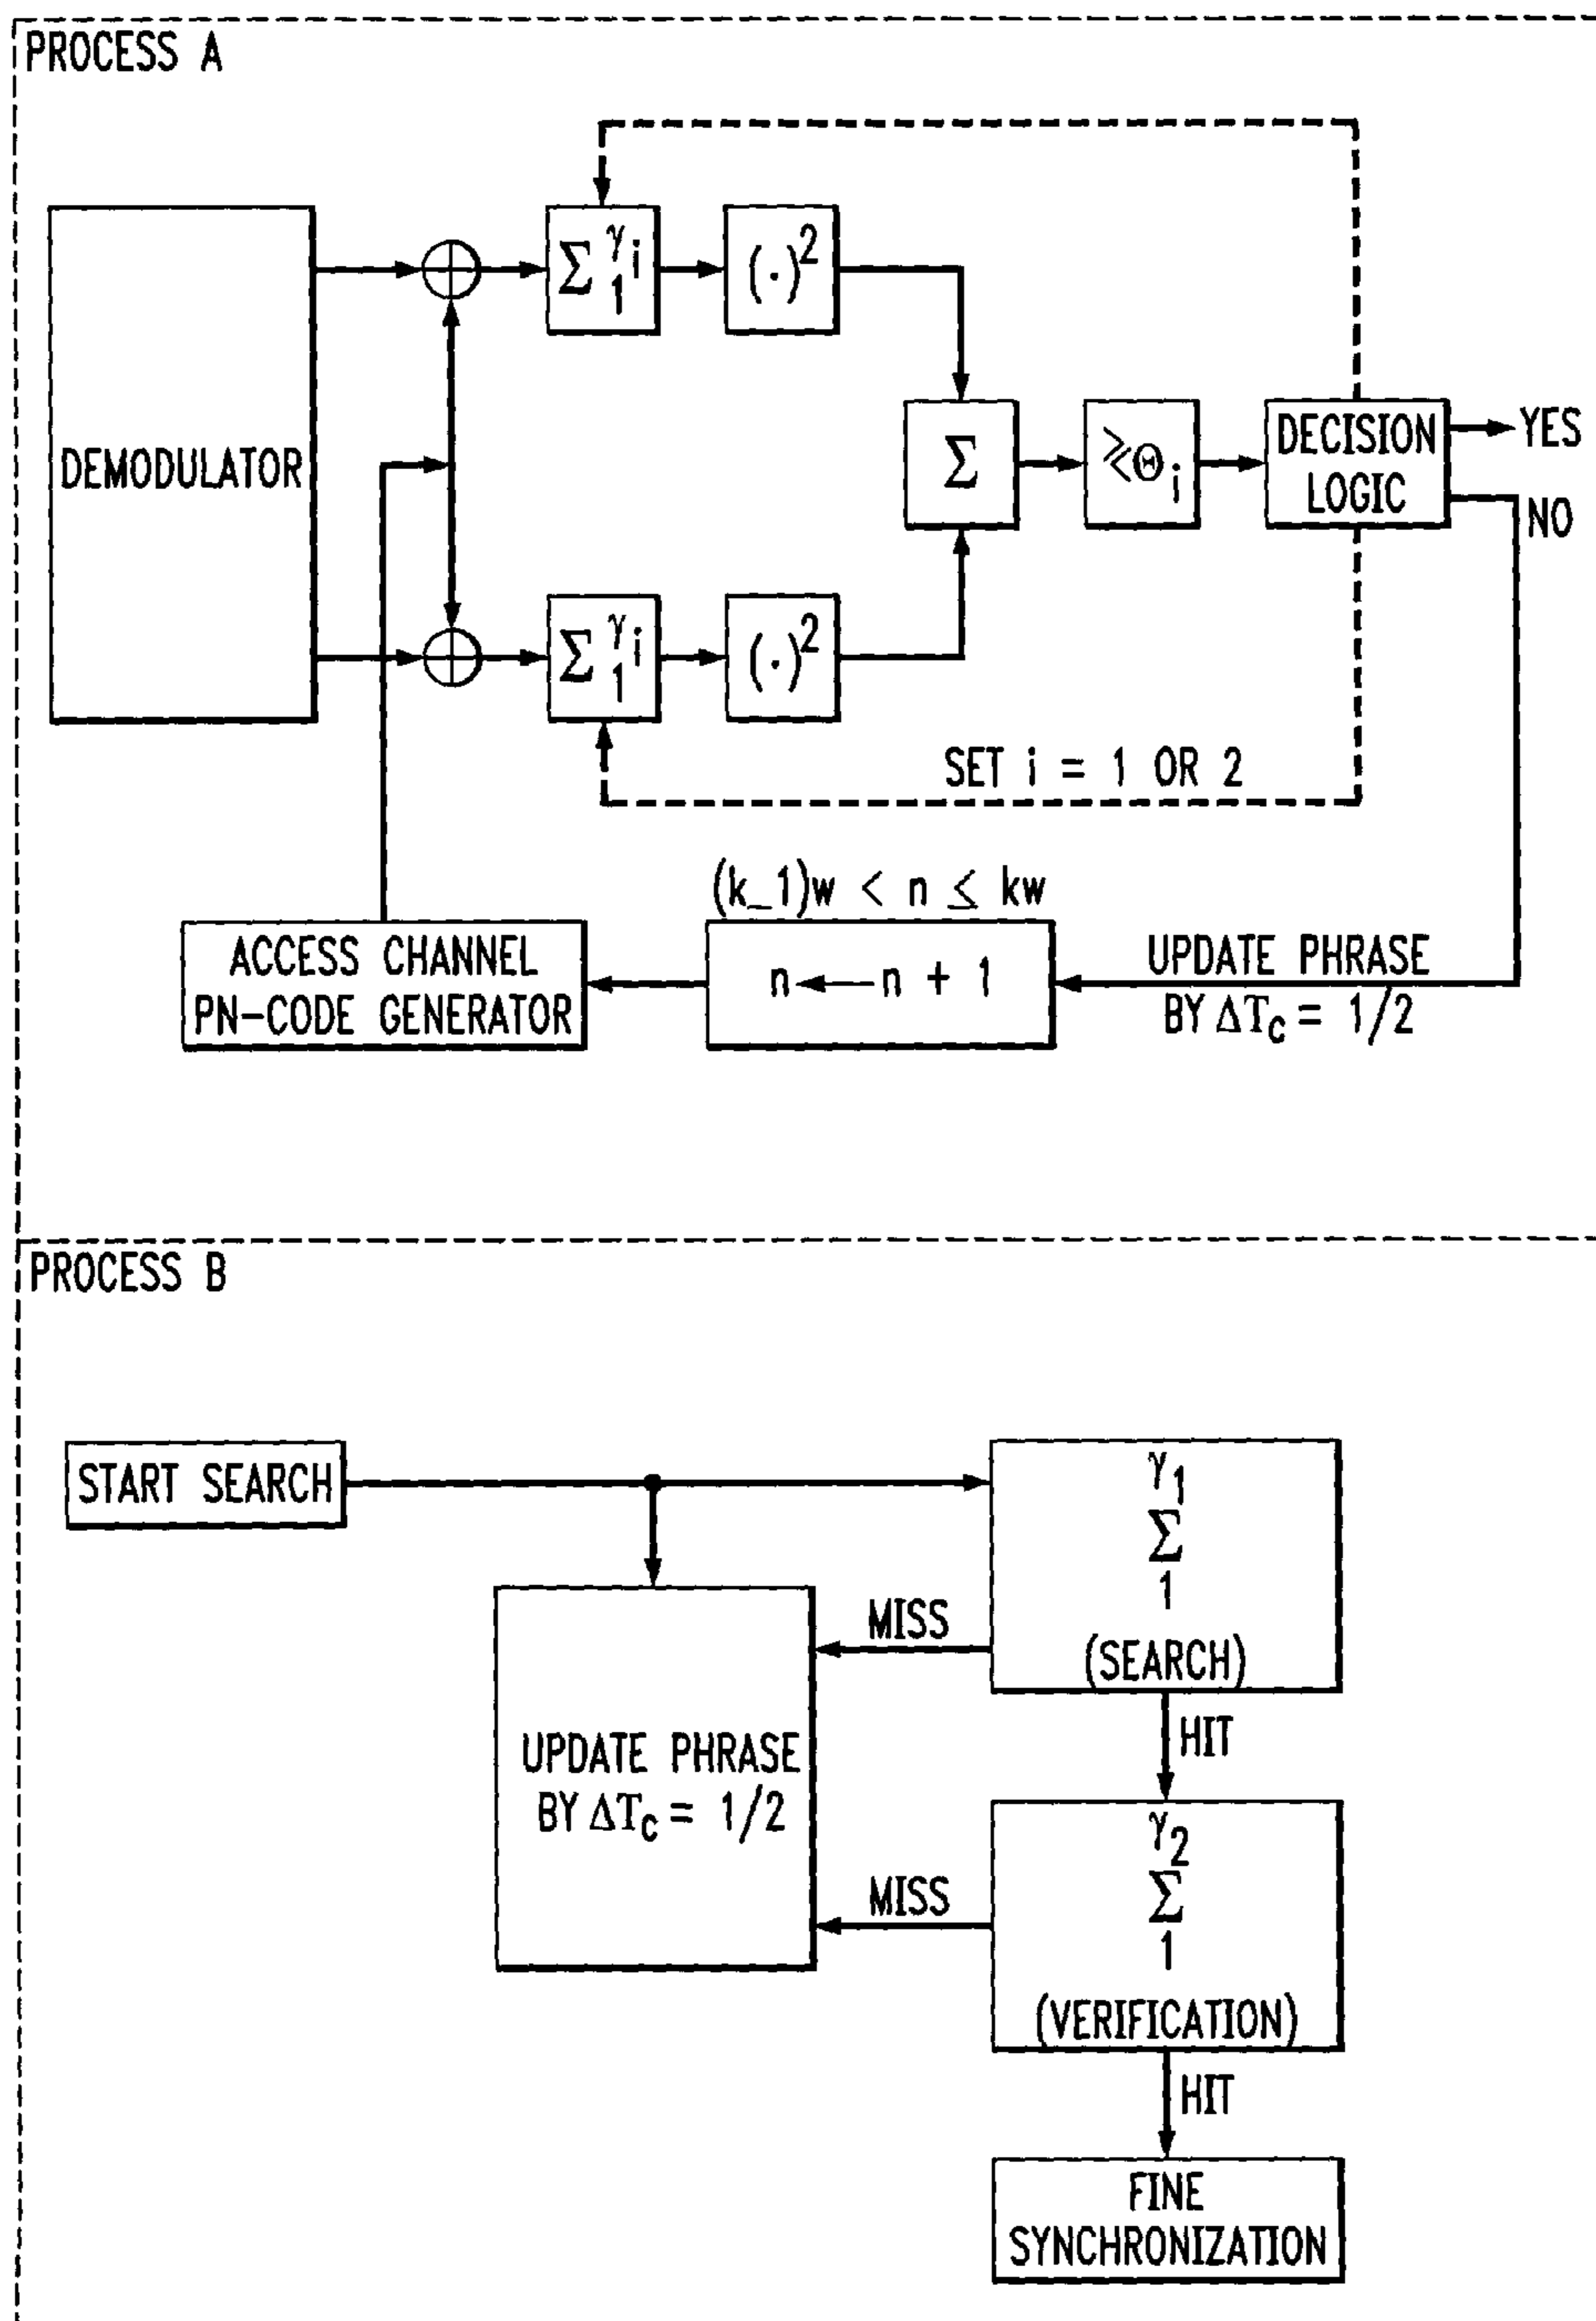 PROCESS A
DEMODULATOR
Σ γi 1
(·)²
Σ
≥Θi
DECISION
LOGIC
YES
NO
Σ γi 1
(·)²
SET i = 1 OR 2
(k_1)w < n ≤ kw
ACCESS CHANNEL
PN-CODE GENERATOR
n ← n + 1
UPDATE PHRASE
BY ΔTc = 1/2
PROCESS B
START SEARCH
γ1
Σ
1
(SEARCH)
MISS
HIT
UPDATE PHRASE
BY ΔTc = 1/2
γ2
Σ
1
(VERIFICATION)
MISS
HIT
FINE
SYNCHRONIZATION